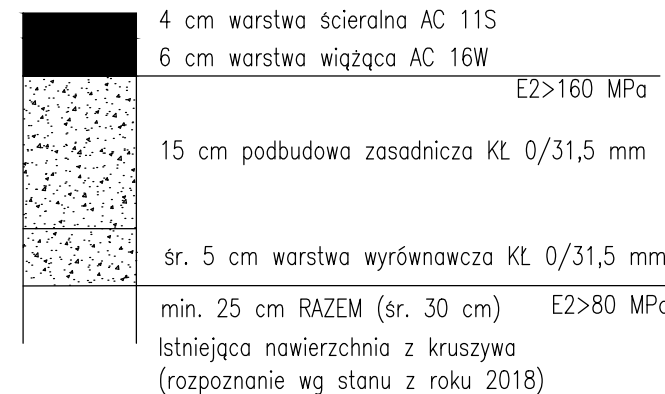 4 cm warstwa ścieralna AC 11S
6 cm warstwa wiążąca AC 16W
E2>160 MPa
15 cm podbudowa zasadnicza KŁ 0/31,5 mm
śr. 5 cm warstwa wyrównawcza KŁ 0/31,5 mm
min. 25 cm RAZEM (śr. 30 cm) E2>80 MPa
Istniejąca nawierzchnia z kruszywa
(rozpoznanie wg stanu z roku 2018)